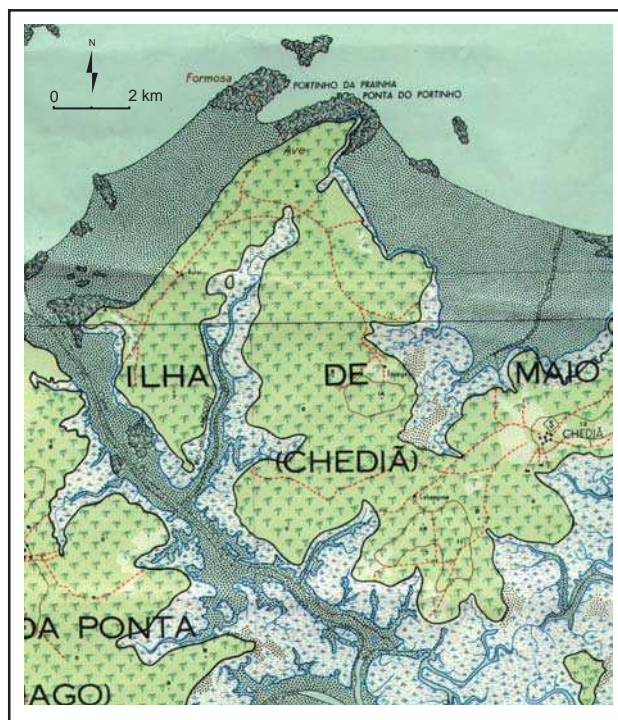 N
0 2 km
Formosa
PORTINHO DA PRAINHA
PONTA DO PORTINHO
Ave
ILHA DE MAIO
CHEDIÃ
(CHEDIÃ)
DA PONTA
AGO)